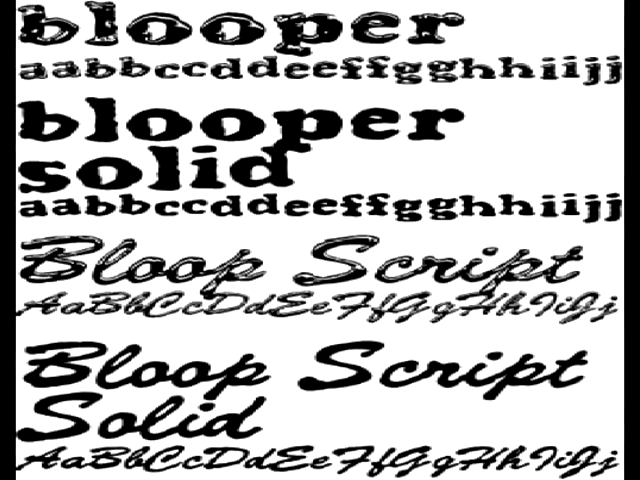 blooper
aabbccddeeffgghhiijj
blooper
solid
aabbccddeeffgghhiijj
Bloop Script
AaBbCcDdEeFfGgHhIiJj
Bloop Script
Solid
AaBbCcDdEeFfGgHhIiJj